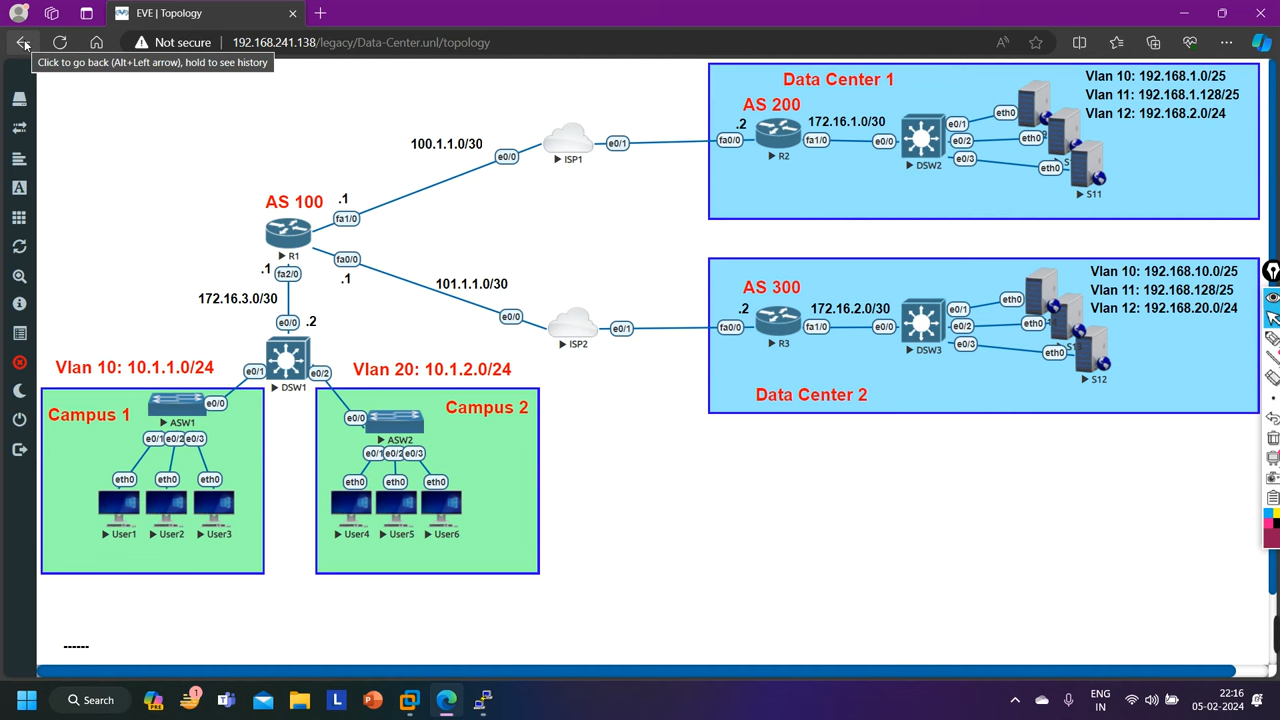 EVE | Topology
Not secure
192.168.241.138/legacy/Data-Center.unl/topology
Click to go back (Alt+Left arrow), hold to see history
Data Center 1
AS 200
.2
172.16.1.0/30
fa0/0
fa1/0
R2
e0/0
DSW2
e0/1
e0/2
e0/3
eth0
eth0
eth0
S11
Vlan 10: 192.168.1.0/25
Vlan 11: 192.168.1.128/25
Vlan 12: 192.168.2.0/24
100.1.1.0/30
e0/0
ISP1
e0/1
AS 100
.1
fa1/0
R1
fa0/0
.1
.1
fa2/0
172.16.3.0/30
e0/0
.2
DSW1
e0/1
e0/2
101.1.1.0/30
e0/0
ISP2
e0/1
AS 300
.2
172.16.2.0/30
fa0/0
fa1/0
R3
e0/0
DSW3
e0/1
e0/2
e0/3
eth0
eth0
eth0
S12
Vlan 10: 192.168.10.0/25
Vlan 11: 192.168.128/25
Vlan 12: 192.168.20.0/24
Data Center 2
Vlan 10: 10.1.1.0/24
Vlan 20: 10.1.2.0/24
Campus 1
e0/0
ASW1
e0/1
e0/2
e0/3
eth0
eth0
eth0
User1
User2
User3
Campus 2
e0/0
ASW2
e0/1
e0/2
e0/3
eth0
eth0
eth0
User4
User5
User6
------
Search
PRE
1
L
ENG
IN
22:16
05-02-2024